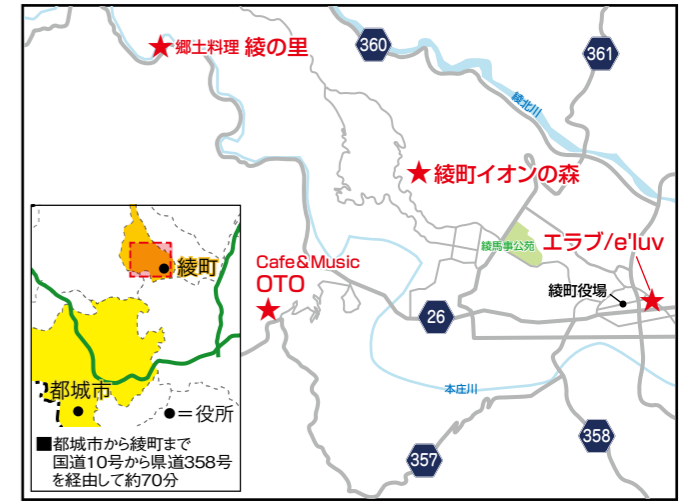 郷土料理 綾の里
360
361
綾北川
綾町イオンの森
綾馬事公苑
エラブ/e'luv
Cafe&Music
OTO
綾町役場
26
本庄川
358
357
綾町
都城市
●=役所
■都城市から綾町まで
国道10号から県道358号
を経由して約70分